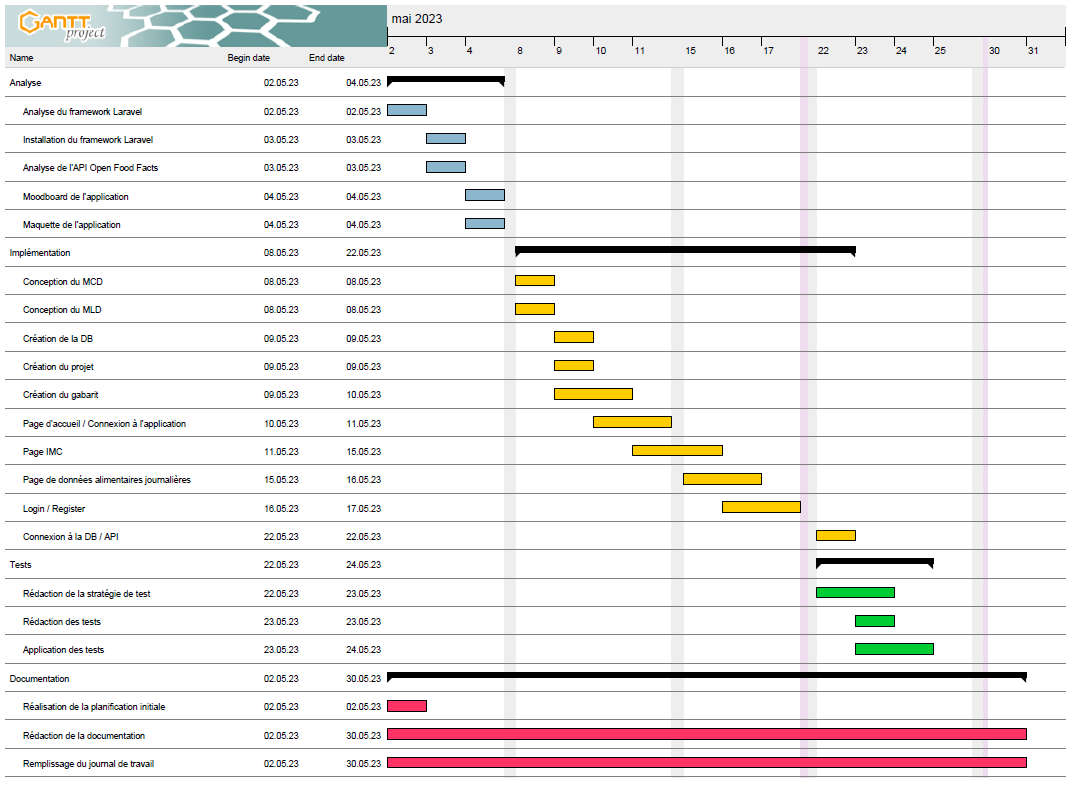 GANTT
project
mai 2023
2 3 4 8 9 10 11 15 16 17 22 23 24 25 30 31
Name Begin date End date
Analyse 02.05.23 04.05.23
Analyse du framework Laravel 02.05.23 02.05.23
Installation du framework Laravel 03.05.23 03.05.23
Analyse de l'API Open Food Facts 03.05.23 03.05.23
Moodboard de l'application 04.05.23 04.05.23
Maquette de l'application 04.05.23 04.05.23
Implémentation 08.05.23 22.05.23
Conception du MCD 08.05.23 08.05.23
Conception du MLD 08.05.23 08.05.23
Création de la DB 09.05.23 09.05.23
Création du projet 09.05.23 09.05.23
Création du gabarit 09.05.23 10.05.23
Page d'accueil / Connexion à l'application 10.05.23 11.05.23
Page IMC 11.05.23 15.05.23
Page de données alimentaires journalières 15.05.23 16.05.23
Login / Register 16.05.23 17.05.23
Connexion à la DB / API 22.05.23 22.05.23
Tests 22.05.23 24.05.23
Rédaction de la stratégie de test 22.05.23 23.05.23
Rédaction des tests 23.05.23 23.05.23
Application des tests 23.05.23 24.05.23
Documentation 02.05.23 30.05.23
Réalisation de la planification initiale 02.05.23 02.05.23
Rédaction de la documentation 02.05.23 30.05.23
Remplissage du journal de travail 02.05.23 30.05.23